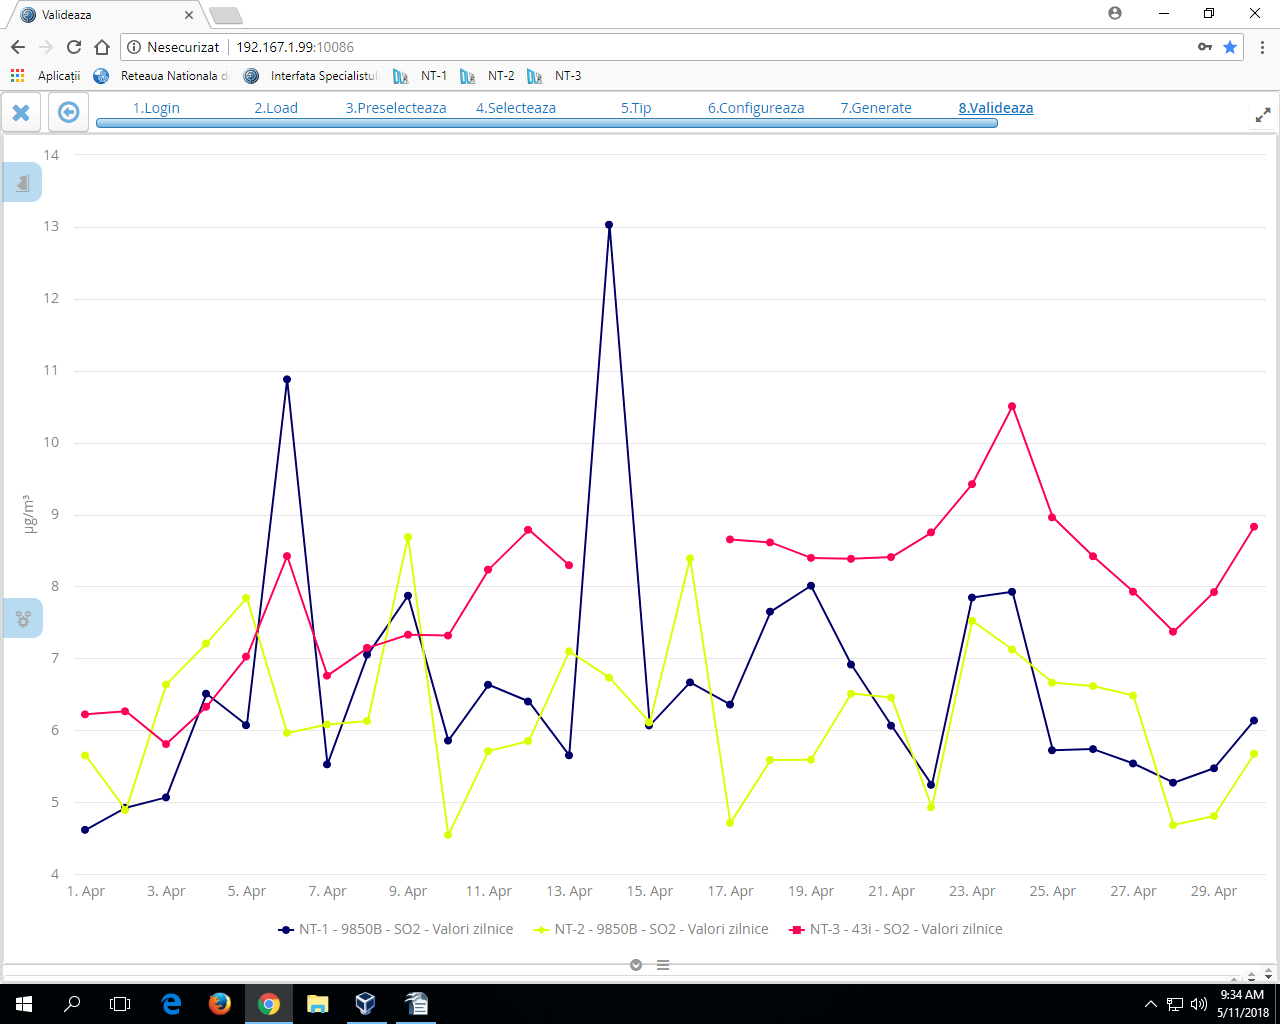 Valideaza
Nesecurizat 192.167.1.99:10086
Aplicații Reteaua Nationala d Interfata Specialistulu NT-1 NT-2 NT-3
1.Login 2.Load 3.Preselecteaza 4.Selecteaza 5.Tip 6.Configureaza 7.Generate 8.Valideaza
14
13
12
11
10
9
8
7
6
5
4
µg/m³
1. Apr 3. Apr 5. Apr 7. Apr 9. Apr 11. Apr 13. Apr 15. Apr 17. Apr 19. Apr 21. Apr 23. Apr 25. Apr 27. Apr 29. Apr
NT-1 - 9850B - SO2 - Valori zilnice NT-2 - 9850B - SO2 - Valori zilnice NT-3 - 43i - SO2 - Valori zilnice
9:34 AM
5/11/2018